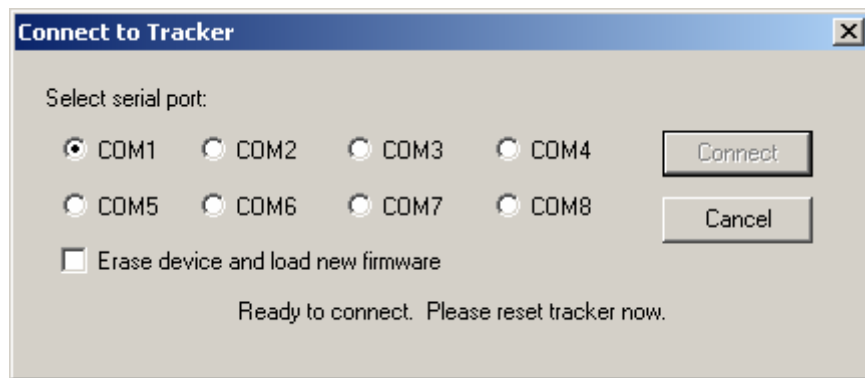 Connect to Tracker
Select serial port:
COM1 COM2 COM3 COM4 Connect
COM5 COM6 COM7 COM8 Cancel
Erase device and load new firmware
Ready to connect.  Please reset tracker now.